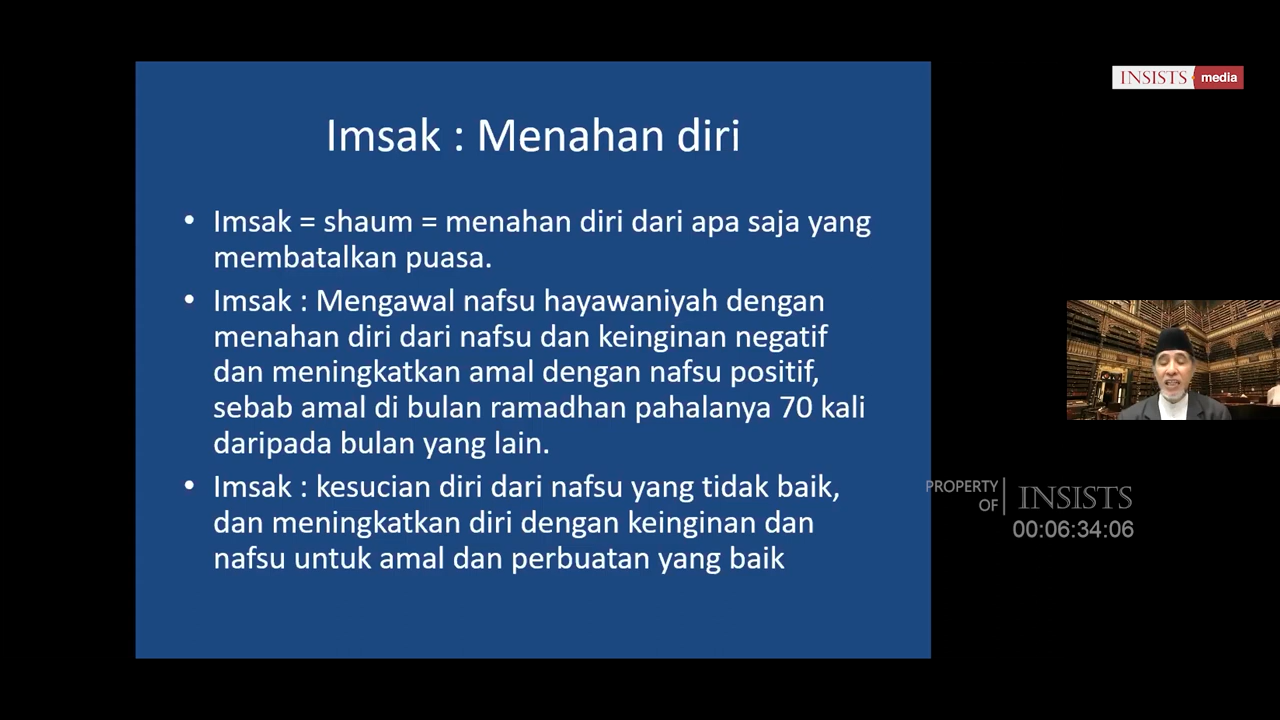 INSISTS media
Imsak : Menahan diri
• Imsak = shaum = menahan diri dari apa saja yang
membatalkan puasa.
• Imsak : Mengawal nafsu hayawaniyah dengan
menahan diri dari nafsu dan keinginan negatif
dan meningkatkan amal dengan nafsu positif,
sebab amal di bulan ramadhan pahalanya 70 kali
daripada bulan yang lain.
• Imsak : kesucian diri dari nafsu yang tidak baik,
dan meningkatkan diri dengan keinginan dan
nafsu untuk amal dan perbuatan yang baik
PROPERTY
OF
INSISTS
00:06:34:06